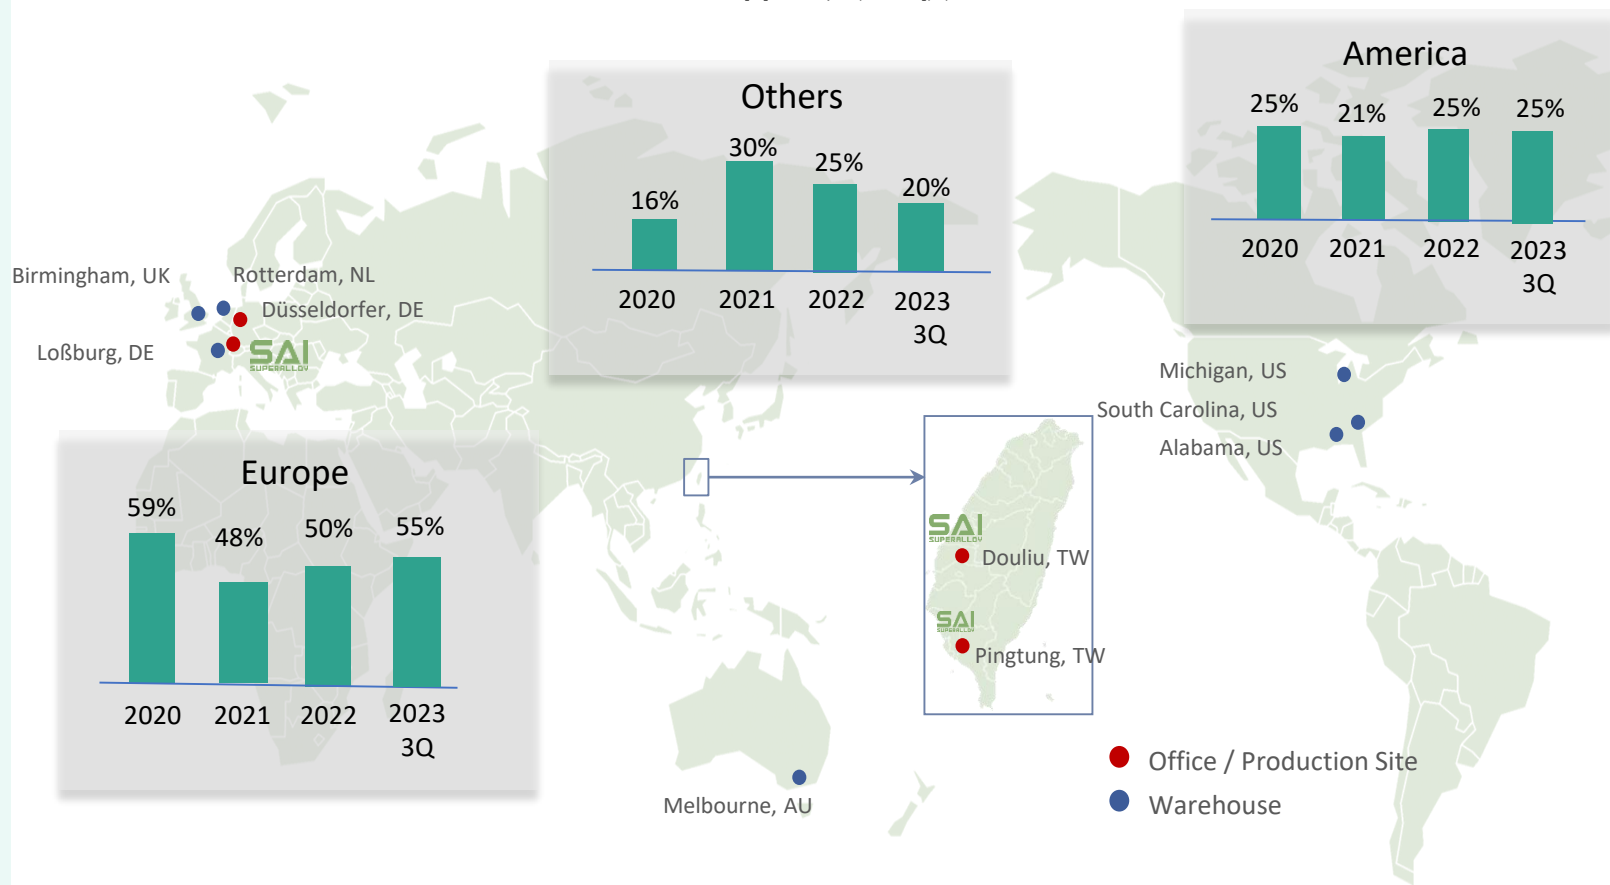 Others
30%
25%
20%
16%
2020
2021
2022
2023
3Q
America
25%
21%
25%
25%
2020
2021
2022
2023
3Q
Birmingham, UK
Rotterdam, NL
Düsseldorfer, DE
Loßburg, DE
SAI
SUPERALLOY
Michigan, US
South Carolina, US
Alabama, US
Europe
59%
48%
50%
55%
2020
2021
2022
2023
3Q
SAI
SUPERALLOY
Douliu, TW
SAI
SUPERALLOY
Pingtung, TW
Melbourne, AU
Office / Production Site
Warehouse